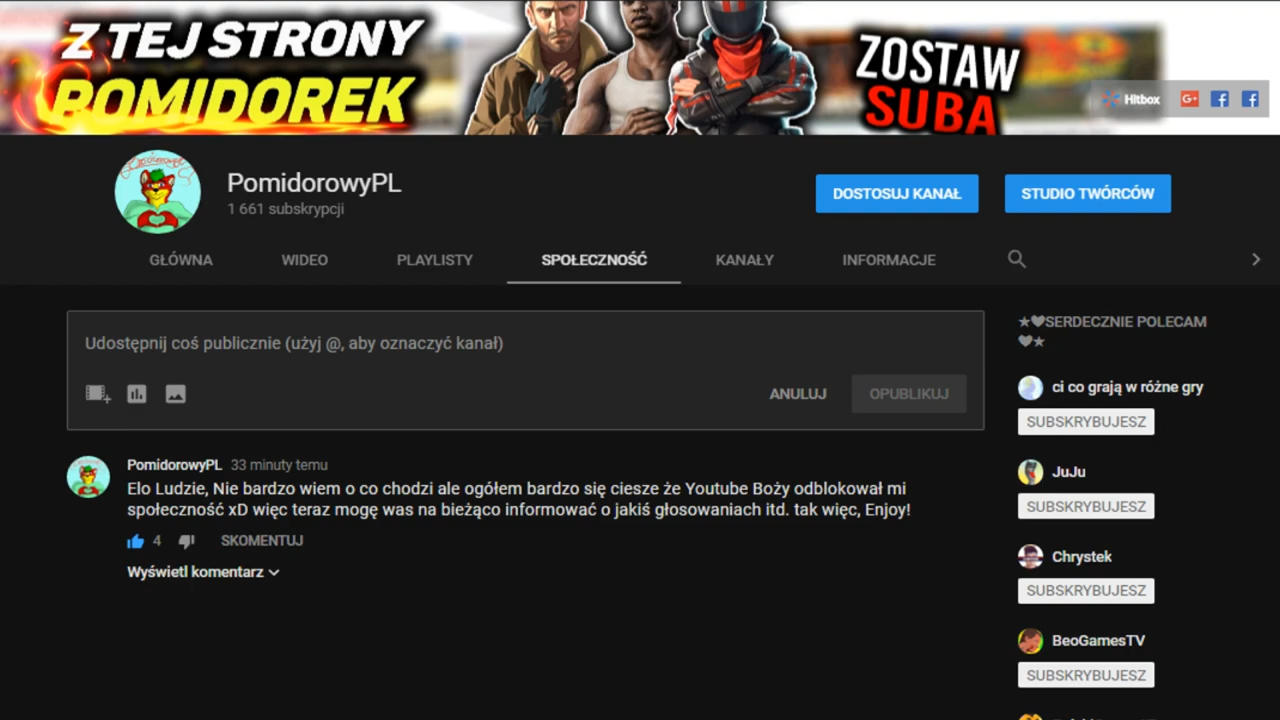 Z TEJ STRONY
POMIDOREK
ZOSTAW
SUBA
Hitbox
PomidorowyPL
1 661 subskrypcji
DOSTOSUJ KANAŁ
STUDIO TWÓRCÓW
GŁÓWNA
WIDEO
PLAYLISTY
SPOŁECZNOŚĆ
KANAŁY
INFORMACJE
Udostępnij coś publicznie (użyj @, aby oznaczyć kanał)
ANULUJ
OPUBLIKUJ
PomidorowyPL 33 minuty temu
Elo Ludzie, Nie bardzo wiem o co chodzi ale ogółem bardzo się ciesze że Youtube Boży odblokował mi
społeczność xD więc teraz mogę was na bieżąco informować o jakiś głosowaniach itd. tak więc, Enjoy!
4
SKOMENTUJ
Wyświetl komentarz
★♥SERDECZNIE POLECAM
♥★
ci co grają w różne gry
SUBSKRYBUJESZ
JuJu
SUBSKRYBUJESZ
Chrystek
SUBSKRYBUJESZ
BeoGamesTV
SUBSKRYBUJESZ